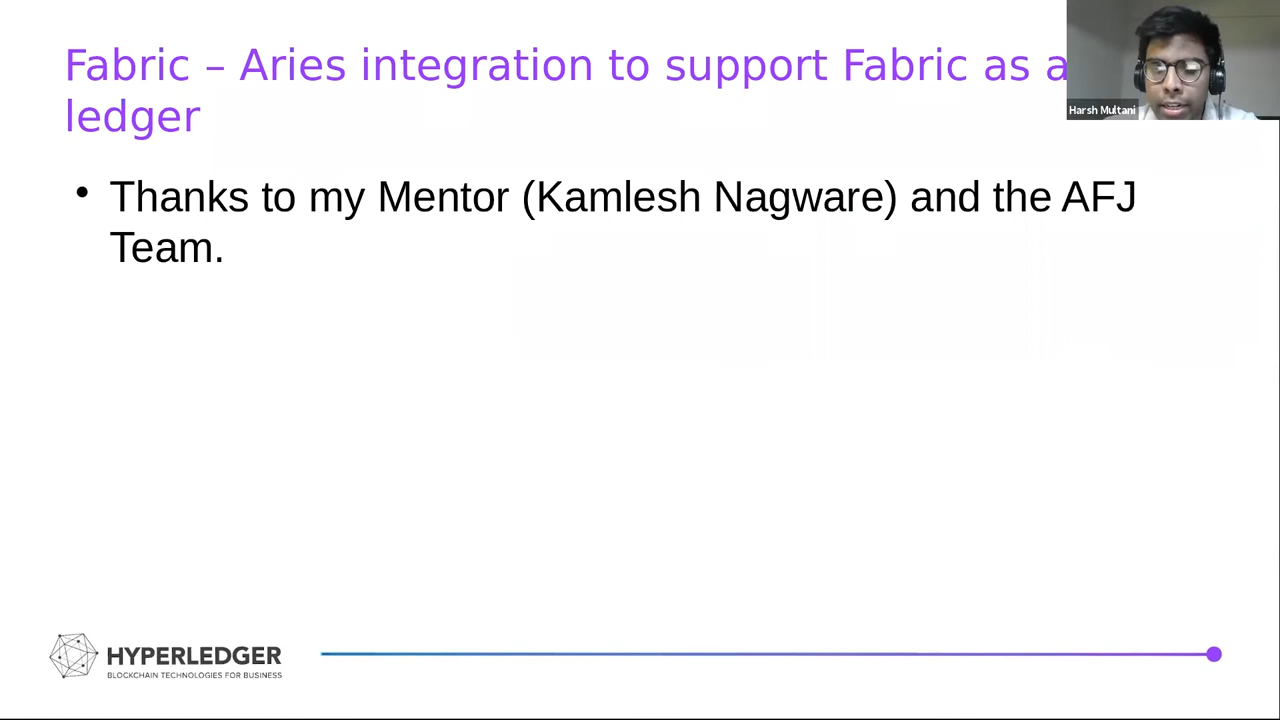 Fabric – Aries integration to support Fabric as a
ledger
Harsh Multani
• Thanks to my Mentor (Kamlesh Nagware) and the AFJ
Team.
HYPERLEDGER
BLOCKCHAIN TECHNOLOGIES FOR BUSINESS